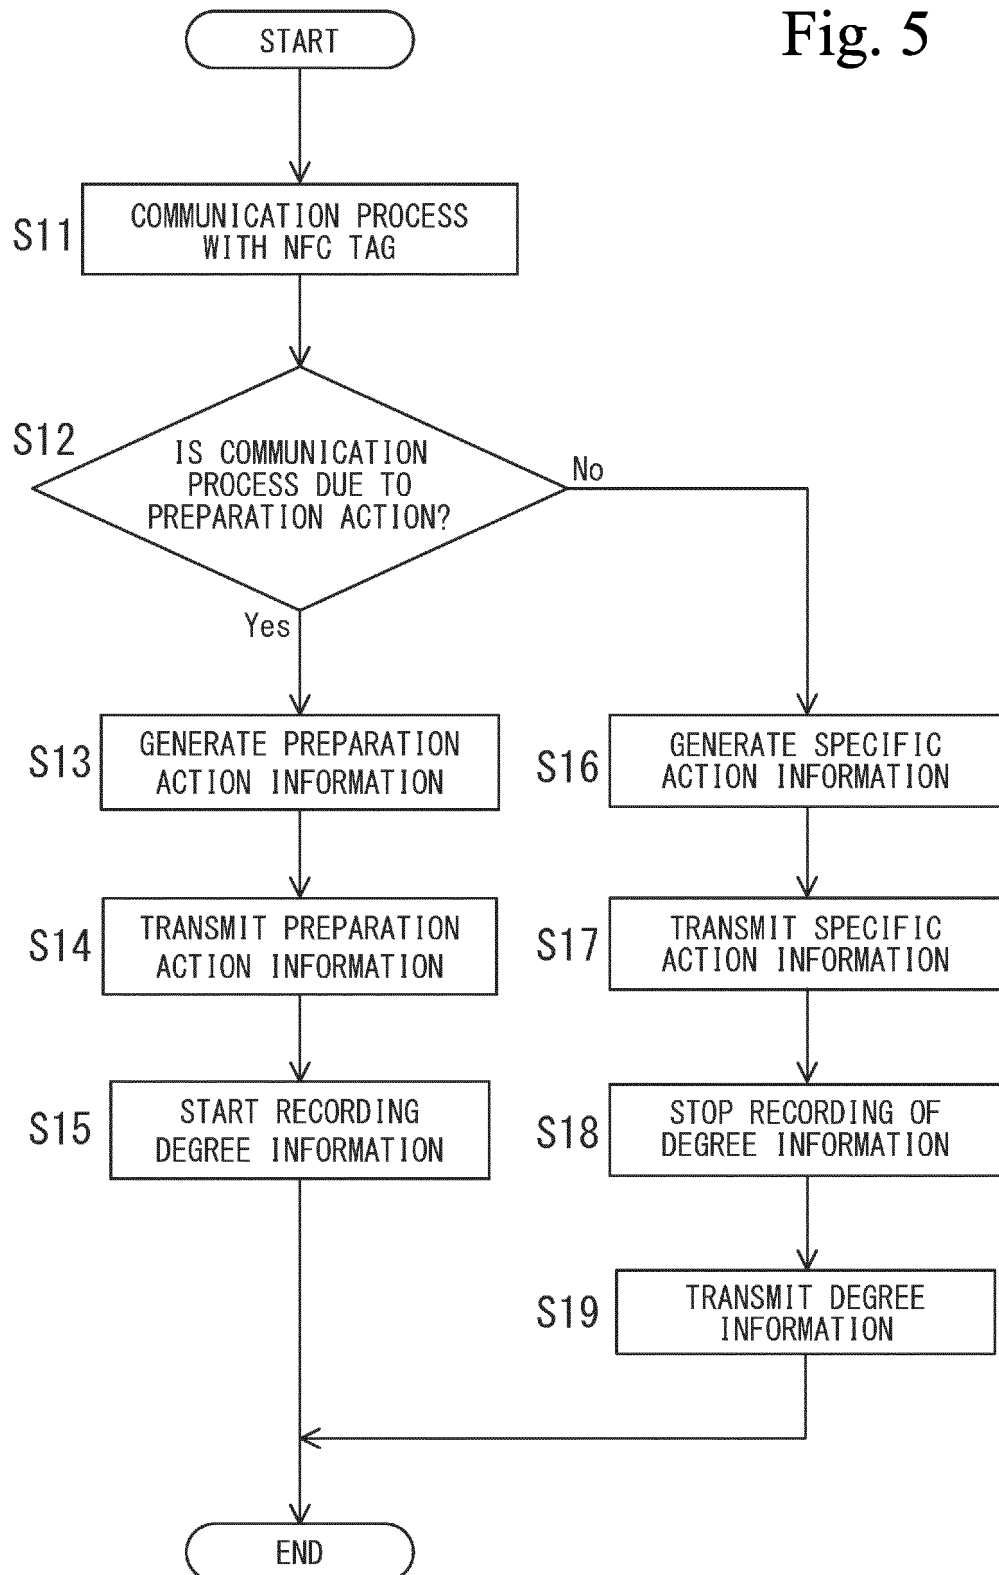 START
Fig. 5
S11
COMMUNICATION PROCESS
WITH NFC TAG
S12
IS COMMUNICATION
PROCESS DUE TO
PREPARATION ACTION?
No
Yes
S13
GENERATE PREPARATION
ACTION INFORMATION
S16
GENERATE SPECIFIC
ACTION INFORMATION
S14
TRANSMIT PREPARATION
ACTION INFORMATION
S17
TRANSMIT SPECIFIC
ACTION INFORMATION
S15
START RECORDING
DEGREE INFORMATION
S18
STOP RECORDING OF
DEGREE INFORMATION
S19
TRANSMIT DEGREE
INFORMATION
END